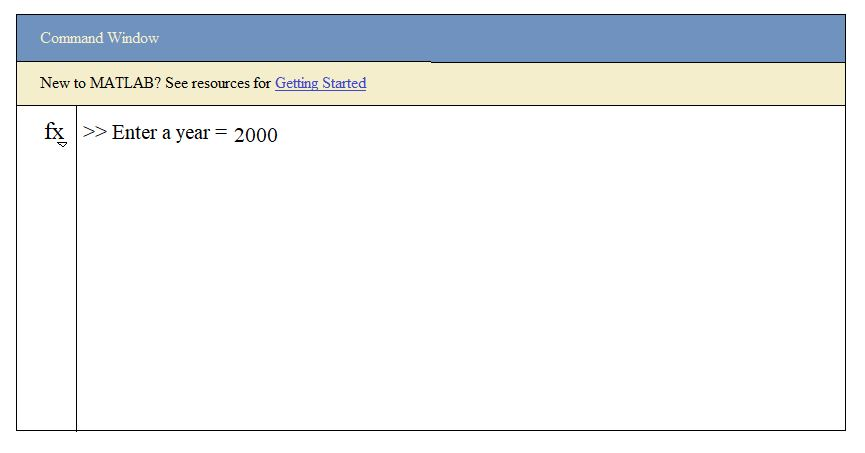 Command Window
New to MATLAB? See resources for Getting Started
fx >> Enter a year = 2000